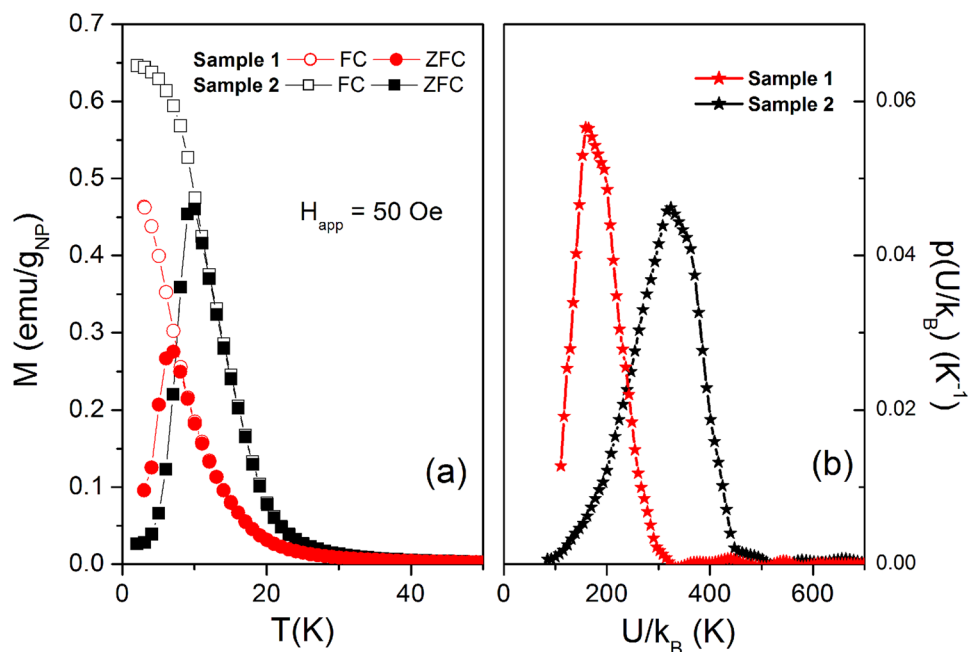 0.7
0.6
0.5
0.4
0.3
0.2
0.1
0.0
M (emu/g_NP)
Sample 1 FC ZFC
Sample 2 FC ZFC
H_app = 50 Oe
(a)
0 20 40
T(K)
Sample 1
Sample 2
(b)
0.06
0.04
0.02
0.00
p(U/k_B) (K^-1)
0 200 400 600
U/k_B (K)